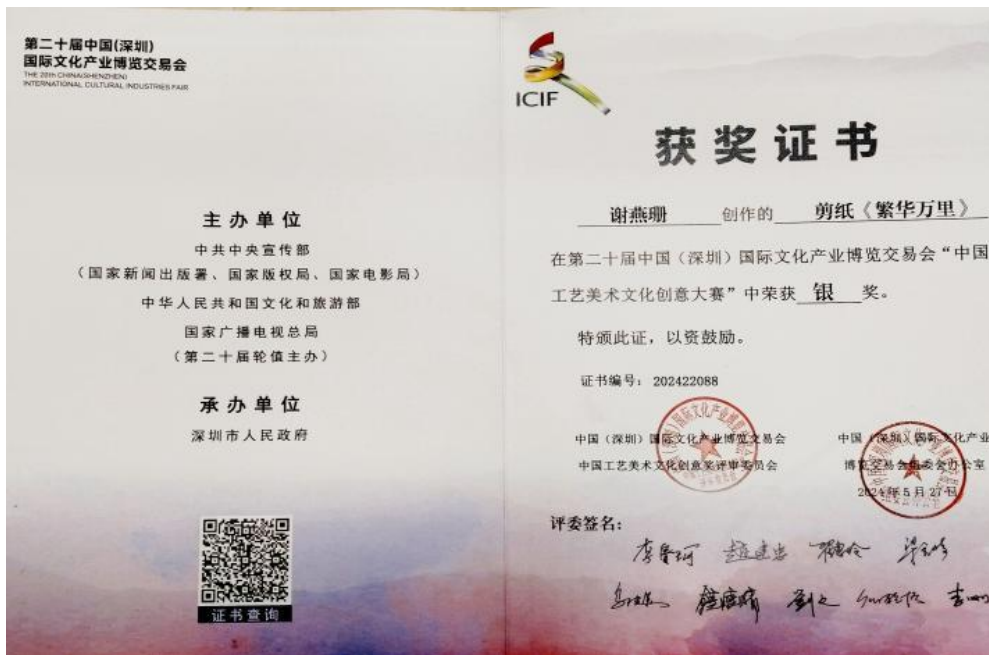 第二十届中国(深圳)
国际文化产业博览交易会
THE 20th CHINA(SHENZHEN)
INTERNATIONAL CULTURAL INDUSTRIES FAIR
主办单位
中共中央宣传部
(国家新闻出版署、国家版权局、国家电影局)
中华人民共和国文化和旅游部
国家广播电视总局
(第二十届轮值主办)
承办单位
深圳市人民政府
证书查询
ICIF
获奖证书
谢燕珊 创作的 剪纸《繁华万里》
在第二十届中国(深圳)国际文化产业博览交易会“中国
工艺美术文化创意大赛”中荣获 银 奖。
特颁此证，以资鼓励。
证书编号：202422088
中国(深圳)国际文化产业博览交易会
中国工艺美术文化创意奖评审委员会
中国(深圳)国际文化产业
博览交易会组委会办公室
2024年5月27日
评委签名：